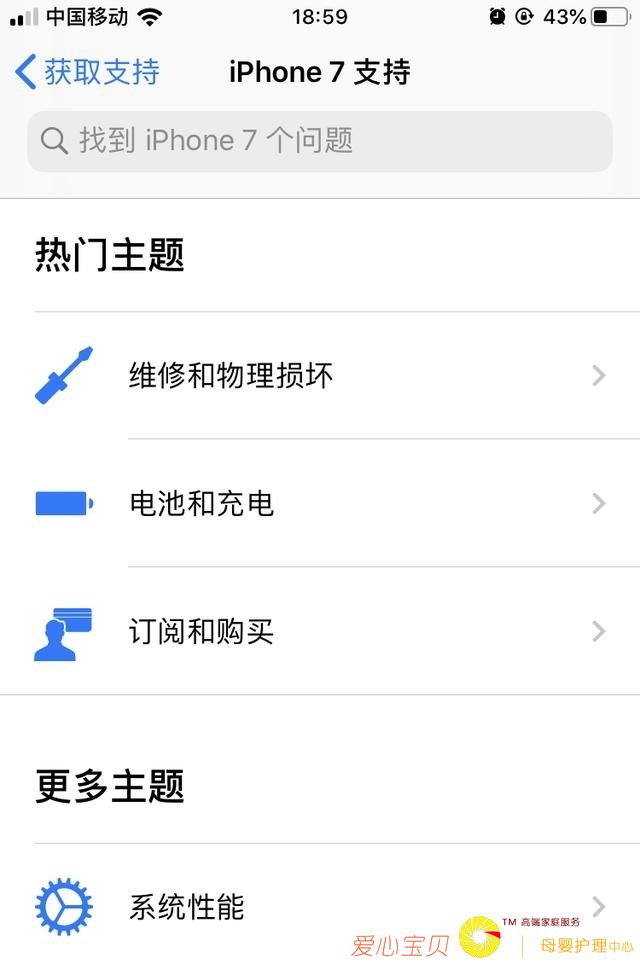 中国移动 18:59 43%
获取支持 iPhone 7 支持
找到 iPhone 7 个问题
热门主题
维修和物理损坏
电池和充电
订阅和购买
更多主题
系统性能
爱心宝贝 TM 高端家庭服务
母婴护理中心